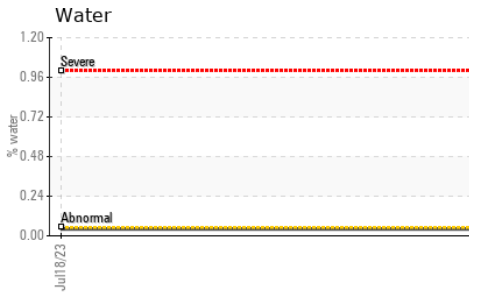 Water
1.20
Severe
0.96
0.72
% water
0.48
0.24
Abnormal
0.00
Jul18/23